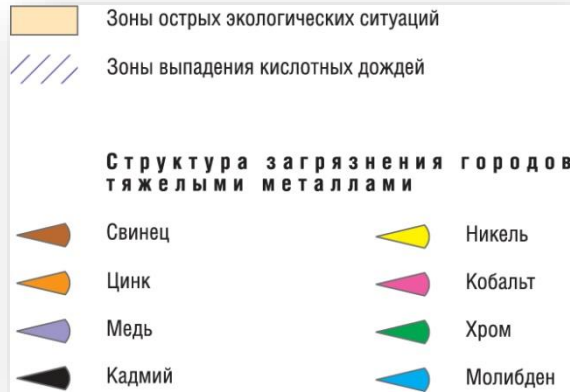 Зоны острых экологических ситуаций
Зоны выпадения кислотных дождей
Структура загрязнения городов
тяжелыми металлами
Свинец
Никель
Цинк
Кобальт
Медь
Хром
Кадмий
Молибден